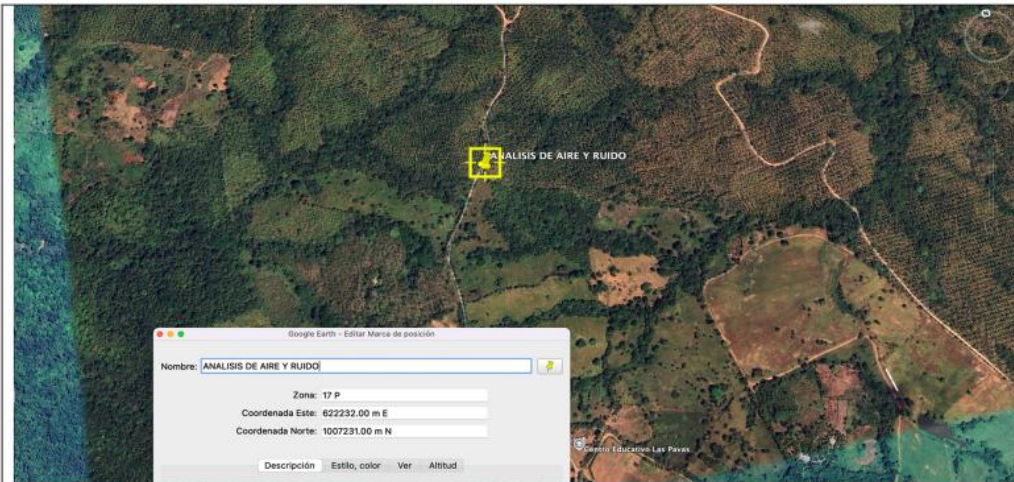 ANALISIS DE AIRE Y RUIDO
Google Earth - Editar Marca de posición
Nombre: ANALISIS DE AIRE Y RUIDO
Zona: 17 P
Coordenada Este: 622232.00 m E
Coordenada Norte: 1007231.00 m N
Descripción Estilo, color Ver Altitud
Centro Educativo Las Pavas